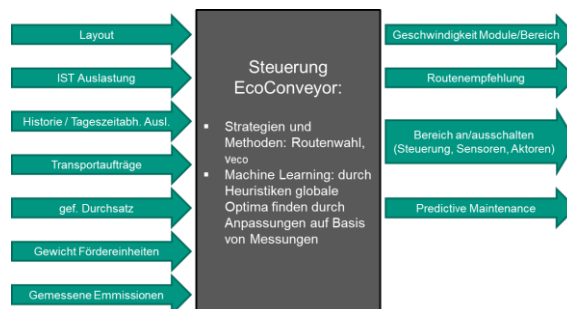 Layout
IST Auslastung
Historie / Tageszeitabh. Ausl.
Transportaufträge
gef. Durchsatz
Gewicht Fördereinheiten
Gemessene Emmissionen
Steuerung
EcoConveyor:
▪ Strategien und
Methoden: Routenwahl,
veco
▪ Machine Learning: durch
Heuristiken globale
Optima finden durch
Anpassungen auf Basis
von Messungen
Geschwindigkeit Module/Bereich
Routenempfehlung
Bereich an/ausschalten
(Steuerung, Sensoren, Aktoren)
Predictive Maintenance